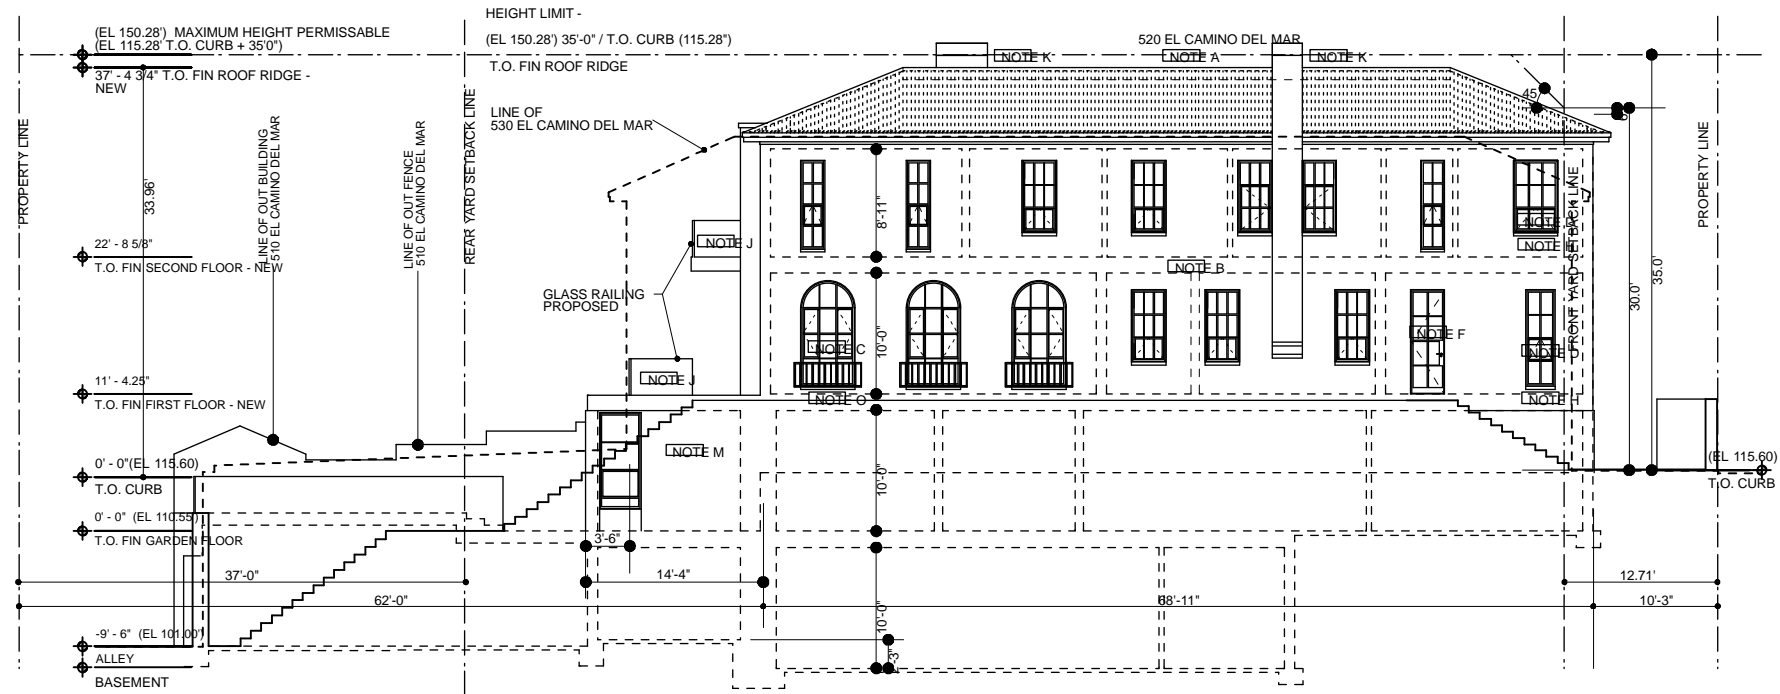 HEIGHT LIMIT -
(EL 150.28') MAXIMUM HEIGHT PERMISSABLE
(EL 115.28' T.O. CURB + 35'0")
(EL 150.28') 35'-0" / T.O. CURB (115.28")
520 EL CAMINO DEL MAR
NOTE K
NOTE A
NOTE K
T.O. FIN ROOF RIDGE
37' - 4 3/4" T.O. FIN ROOF RIDGE -
NEW
LINE OF
530 EL CAMINO DEL MAR
45
PROPERTY LINE
33.96'
LINE OF OUT BUILDING
510 EL CAMINO DEL MAR
LINE OF OUT FENCE
510 EL CAMINO DEL MAR
REAR YARD SETBACK LINE
8'-11"
FRONT YARD SETBACK LINE
PROPERTY LINE
NOTE J
NOTE H
NOTE B
22' - 8 5/8"
T.O. FIN SECOND FLOOR - NEW
GLASS RAILING
PROPOSED
35.0'
30.0'
10'-0"
NOTE C
NOTE F
NOTE D
NOTE J
NOTE O
NOTE H
11' - 4.25"
T.O. FIN FIRST FLOOR - NEW
NOTE M
0' - 0"(EL 115.60)
T.O. CURB
(EL 115.60)
T.O. CURB
10'-0"
0' - 0" (EL 110.55')
T.O. FIN GARDEN FLOOR
3'-6"
37'-0"
14'-4"
12.71'
62'-0"
68'-11"
10'-3"
10'-0"
-9' - 6" (EL 101.00')
ALLEY
BASEMENT